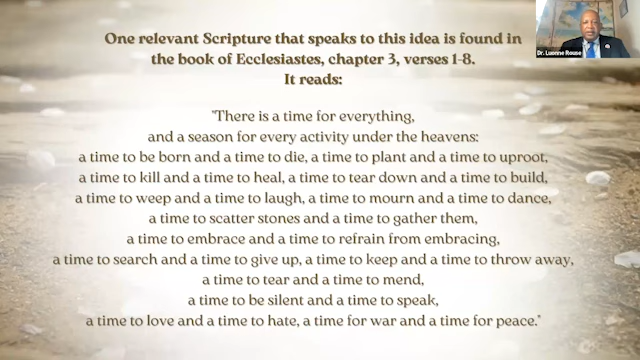 One relevant Scripture that speaks to this idea is found in
the book of Ecclesiastes, chapter 3, verses 1-8.
It reads:
"There is a time for everything,
and a season for every activity under the heavens:
a time to be born and a time to die, a time to plant and a time to uproot,
a time to kill and a time to heal, a time to tear down and a time to build,
a time to weep and a time to laugh, a time to mourn and a time to dance,
a time to scatter stones and a time to gather them,
a time to embrace and a time to refrain from embracing,
a time to search and a time to give up, a time to keep and a time to throw away,
a time to tear and a time to mend,
a time to be silent and a time to speak,
a time to love and a time to hate, a time for war and a time for peace."
Dr. Luonne Rouse